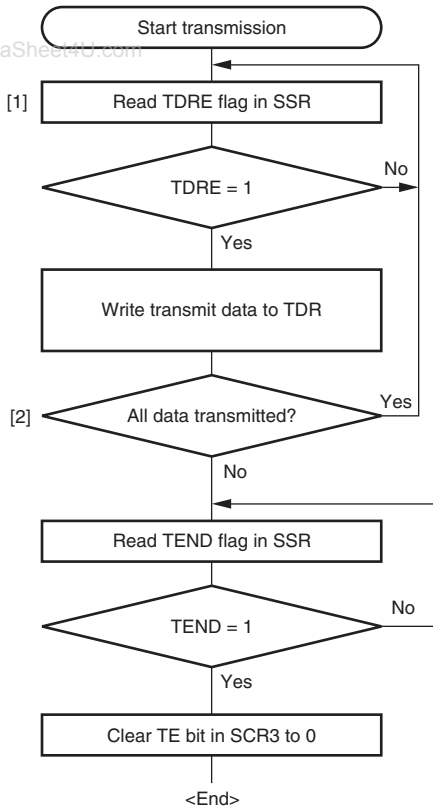 Start transmission
aSheet4U.com
[1] Read TDRE flag in SSR
No
TDRE = 1
Yes
Write transmit data to TDR
Yes
[2] All data transmitted?
No
Read TEND flag in SSR
No
TEND = 1
Yes
Clear TE bit in SCR3 to 0
<End>